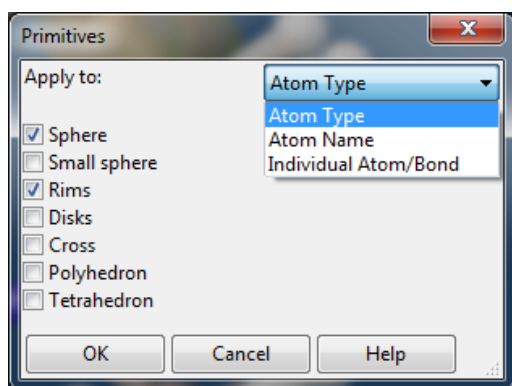 Primitives
Apply to:
Atom Type
Atom Type
Atom Name
Individual Atom/Bond
Sphere
Small sphere
Rims
Disks
Cross
Polyhedron
Tetrahedron
OK
Cancel
Help